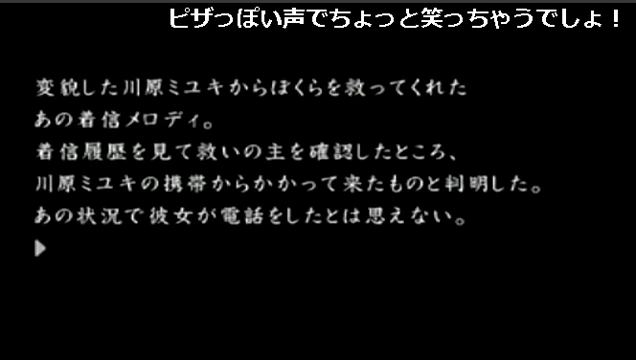 ピザっぽい声でちょっと笑っちゃうでしょ！
変貌した川原ミユキからぼくらを救ってくれた
あの着信メロディ。
着信履歴を見て救いの主を確認したところ、
川原ミユキの携帯からかかって来たものと判明した。
あの状況で彼女が電話をしたとは思えない。